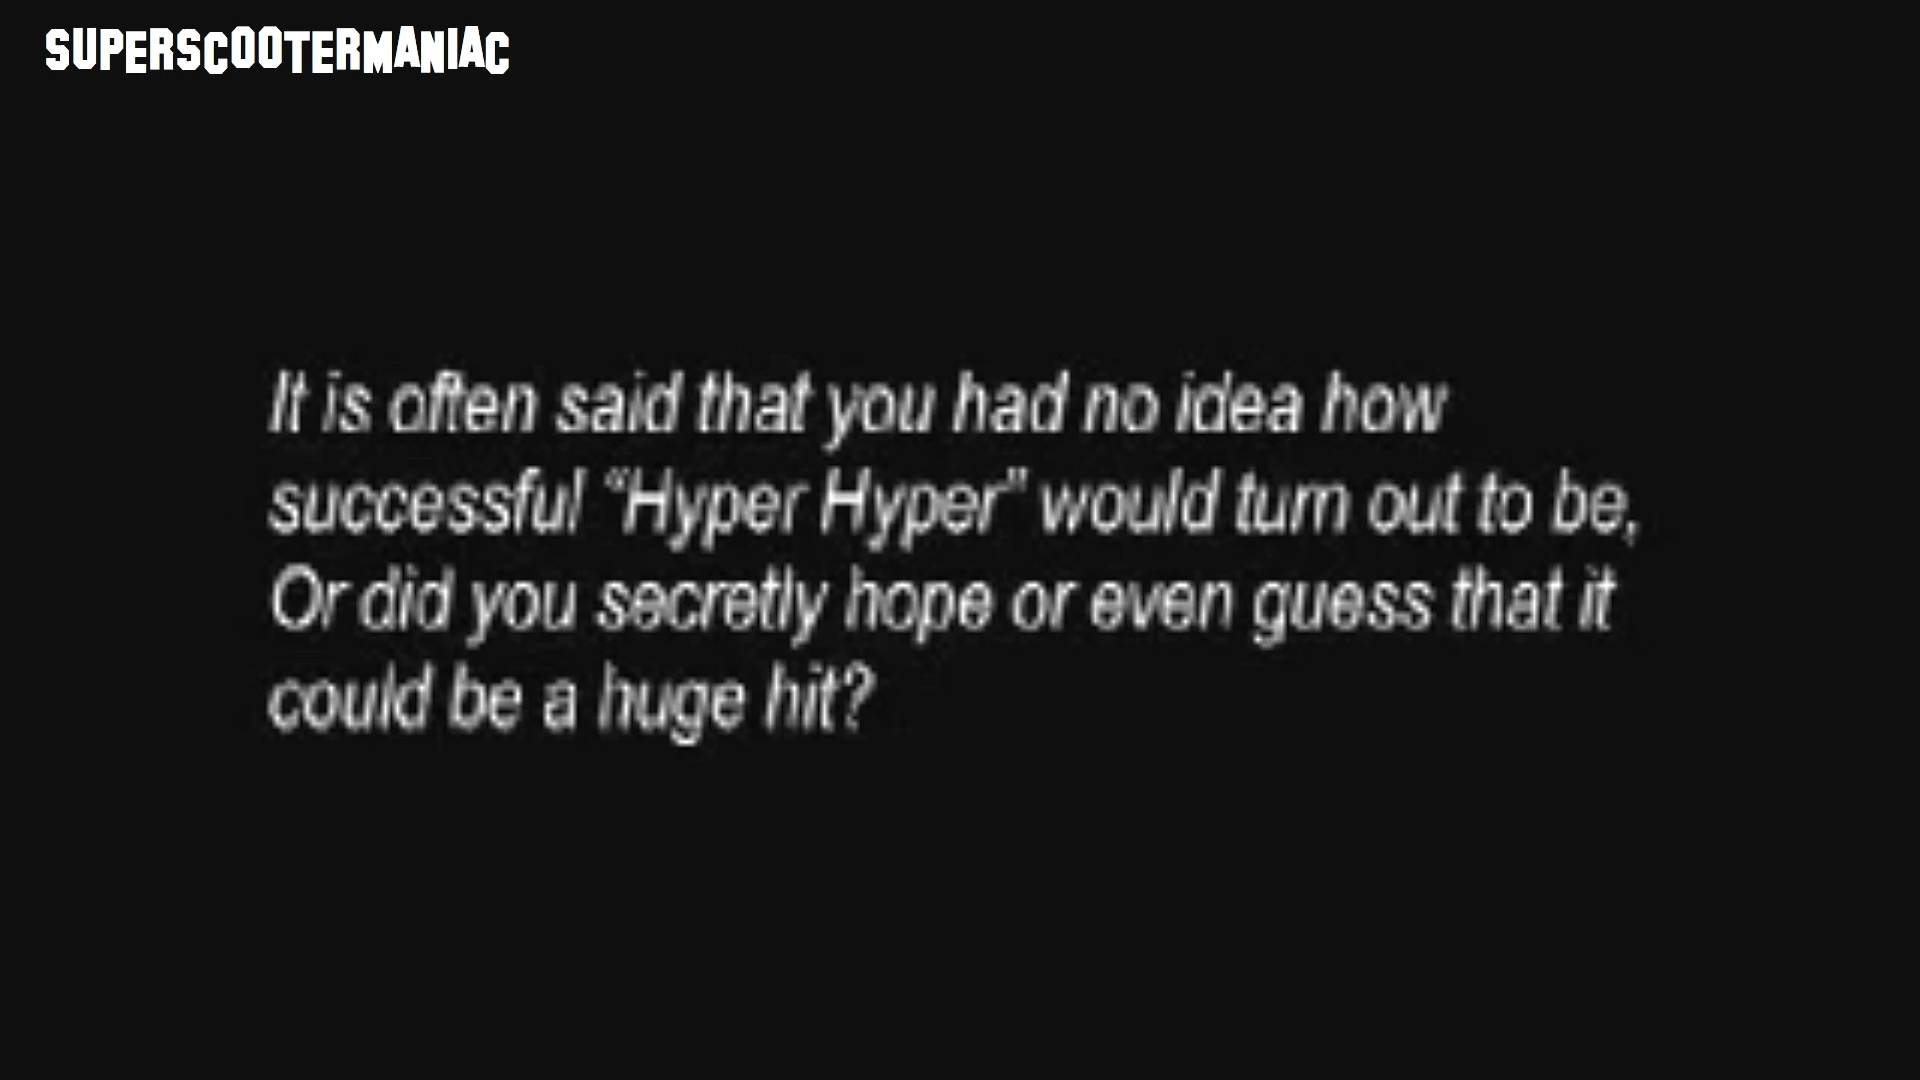 SUPERSCOOTERMANIAC
It is often said that you had no idea how
successful “Hyper Hyper” would turn out to be,
Or did you secretly hope or even guess that it
could be a huge hit?